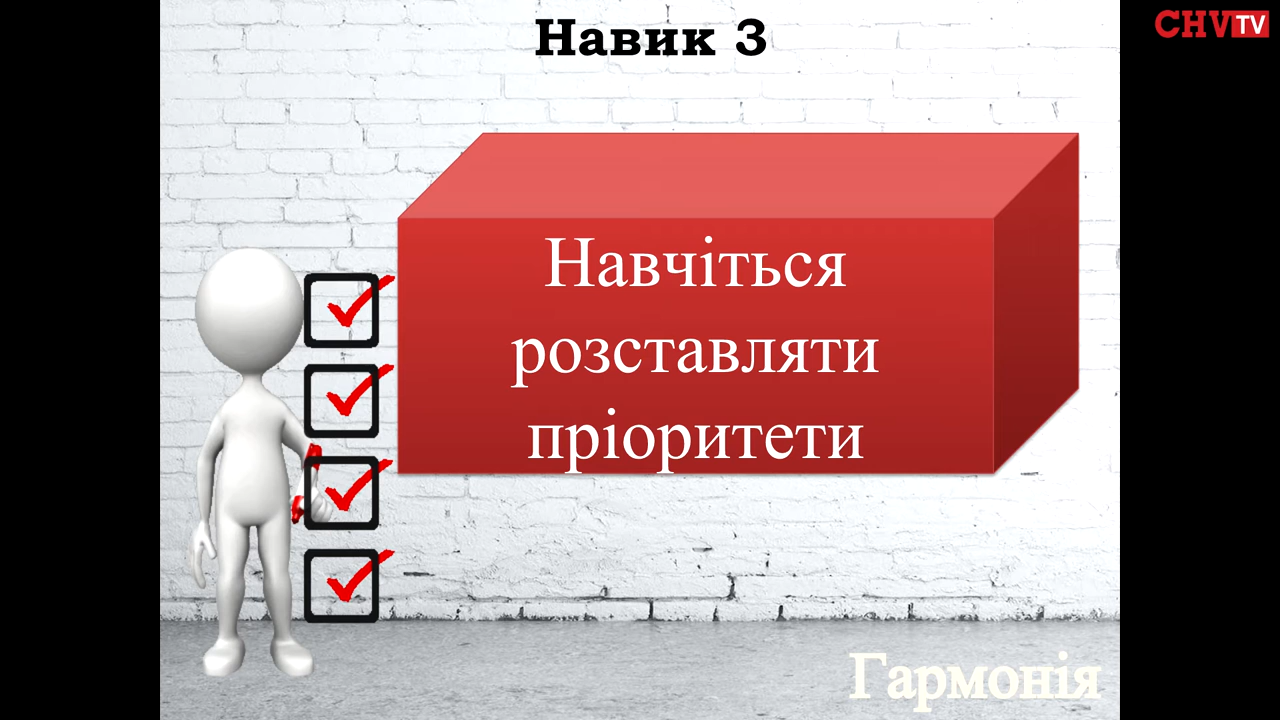 Навик 3
CHVTV
Навчіться
розставляти
пріоритети
Гармонія